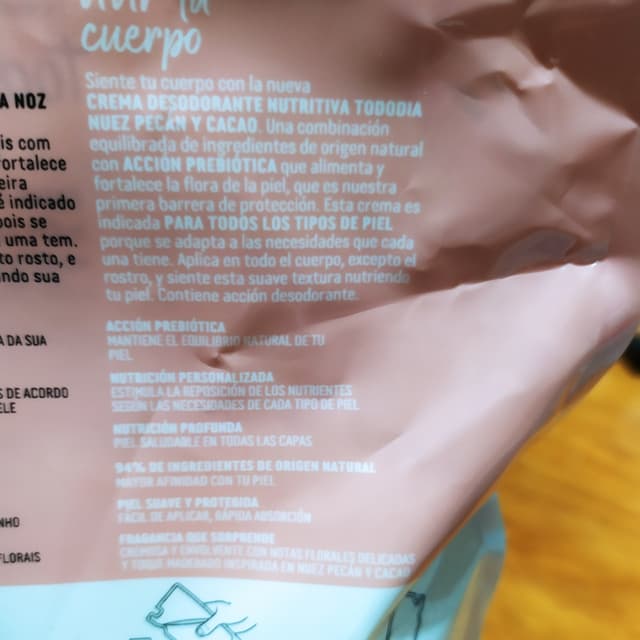 cuerpo
A NOZ
is com
ortalece
eira
é indicado
pois se
uma tem.
to rosto, e
ndo sua
A DA SUA
S DE ACORDO
ELE
NHO
FLORAIS
Siente tu cuerpo con la nueva
CREMA DESODORANTE NUTRITIVA TODODIA
NUEZ PECÁN Y CACAO. Una combinación
equilibrada de ingredientes de origen natural
con ACCIÓN PREBIÓTICA que alimenta y
fortalece la flora de la piel, que es nuestra
primera barrera de protección. Esta crema es
indicada PARA TODOS LOS TIPOS DE PIEL
porque se adapta a las necesidades que cada
una tiene. Aplica en todo el cuerpo, excepto el
rostro, y siente esta suave textura nutriendo
tu piel. Contiene acción desodorante.
ACCIÓN PREBIÓTICA
MANTIENE EL EQUILIBRIO NATURAL DE TU
PIEL
NUTRICIÓN PERSONALIZADA
ESTIMULA LA REPOSICIÓN DE LOS NUTRIENTES
SEGÚN LAS NECESIDADES DE CADA TIPO DE PIEL
NUTRICIÓN PROFUNDA
PIEL SALUDABLE EN TODAS LAS CAPAS
94% DE INGREDIENTES DE ORIGEN NATURAL
MAYOR AFINIDAD CON TU PIEL
PIEL SUAVE Y PROTEGIDA
FÁCIL DE APLICAR, RÁPIDA ABSORCIÓN
FRAGANCIA QUE SORPRENDE
CREMOSA Y ENVOLVENTE CON NOTAS FLORALES DELICADAS
Y TOQUE INSPIRADA EN NUEZ PECÁN Y CACAO